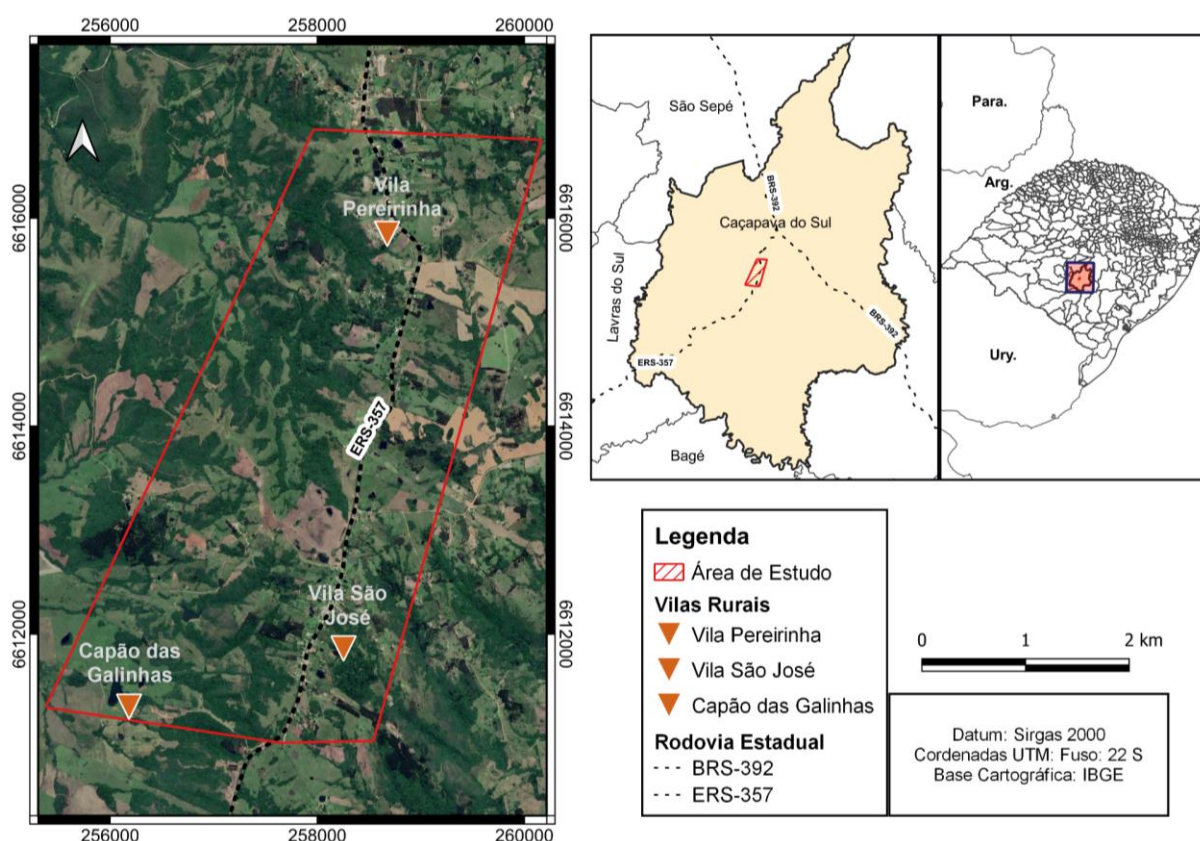 256000 258000 260000
6616000
6614000
6612000
Vila
Pereirinha
ERS-357
Vila São
José
Capão das
Galinhas
6616000
6614000
6612000
256000 258000 260000
São Sepé
BRS-392
Caçapava do Sul
Lavras do Sul
BRS-392
ERS-357
Bagé
Para.
Arg.
Ury.
Legenda
Área de Estudo
Vilas Rurais
Vila Pereirinha
Vila São José
Capão das Galinhas
Rodovia Estadual
BRS-392
ERS-357
0 1 2 km
Datum: Sirgas 2000
Cordenadas UTM: Fuso: 22 S
Base Cartográfica: IBGE